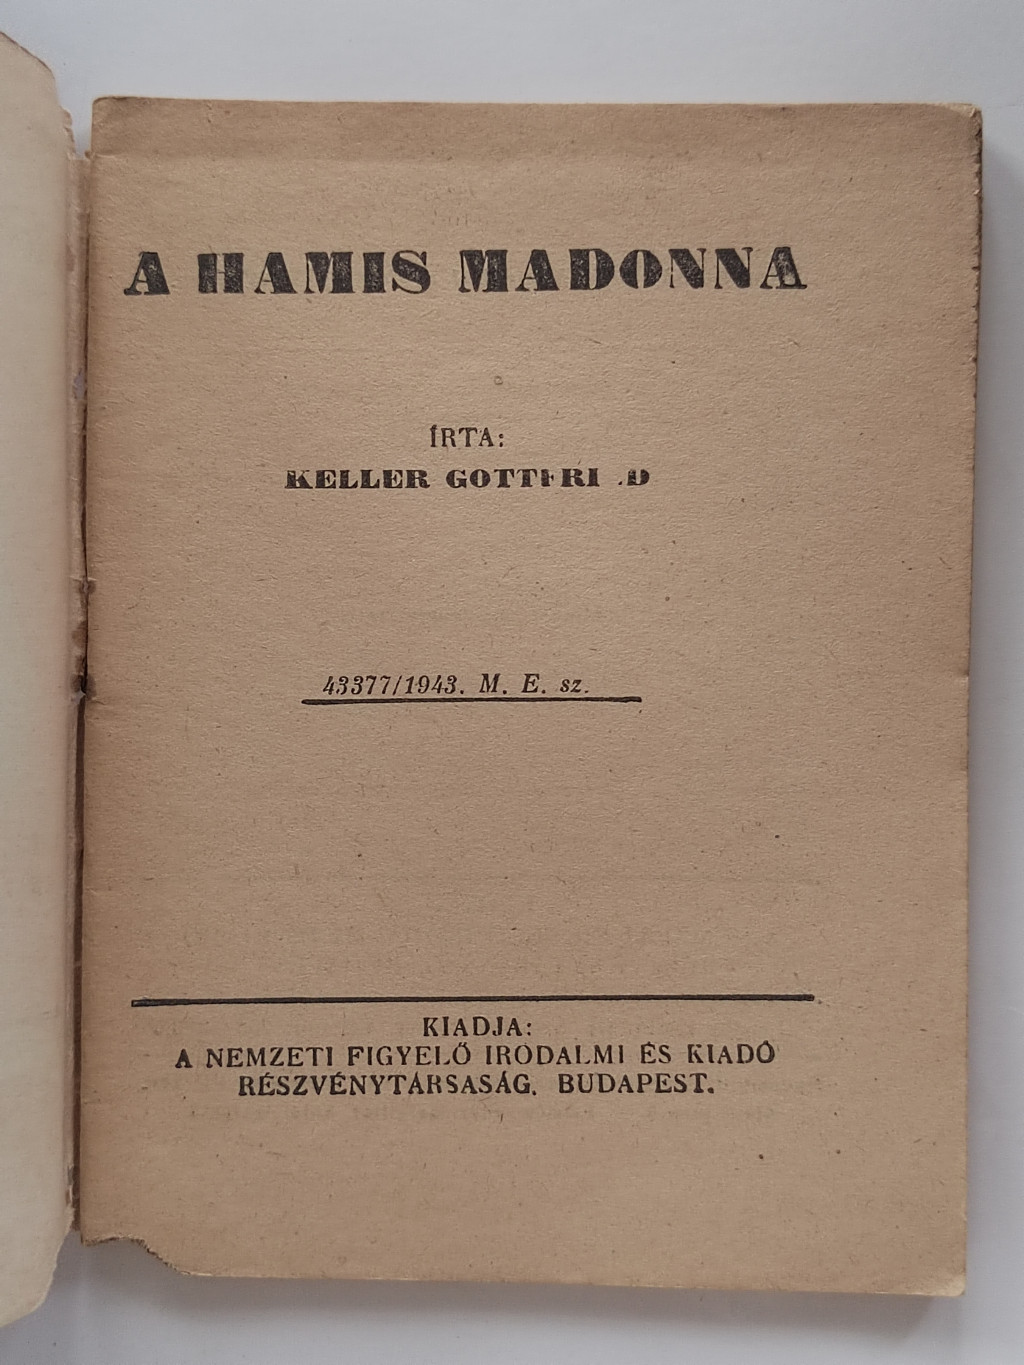 A HAMIS MADONNA
ÍRTA:
KELLER GOTTFRI.D
43377/1943. M. E. sz.
KIADJA:
A NEMZETI FIGYELŐ IRODALMI ÉS KIADÓ
RÉSZVÉNYTÁRSASÁG, BUDAPEST.